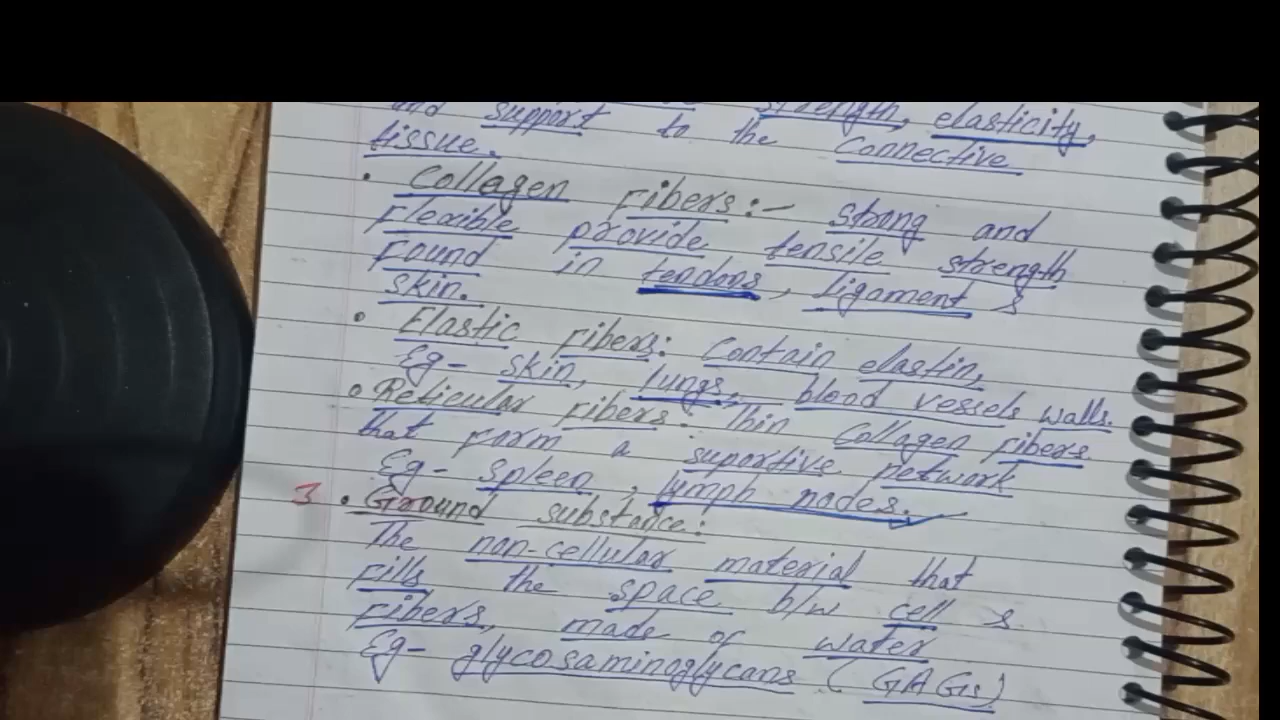 and support to the strength, elasticity,
tissue. Connective
• Collagen Fibers:- strong and
Flexible provide tensile strength
Found in tendons, ligament &
skin.
• Elastic Fibers: Contain elastin,
Eg- skin, lungs, blood vessels walls.
• Reticular Fibers. Thin Collagen Fibers
that Form a suportive network
Eg- spleen, lymph nodes.
3. Ground substance:
The non-cellular material that
Fills the space b/w cell &
Fibers, made of water
Eg- glycosaminoglycans (GAGs)